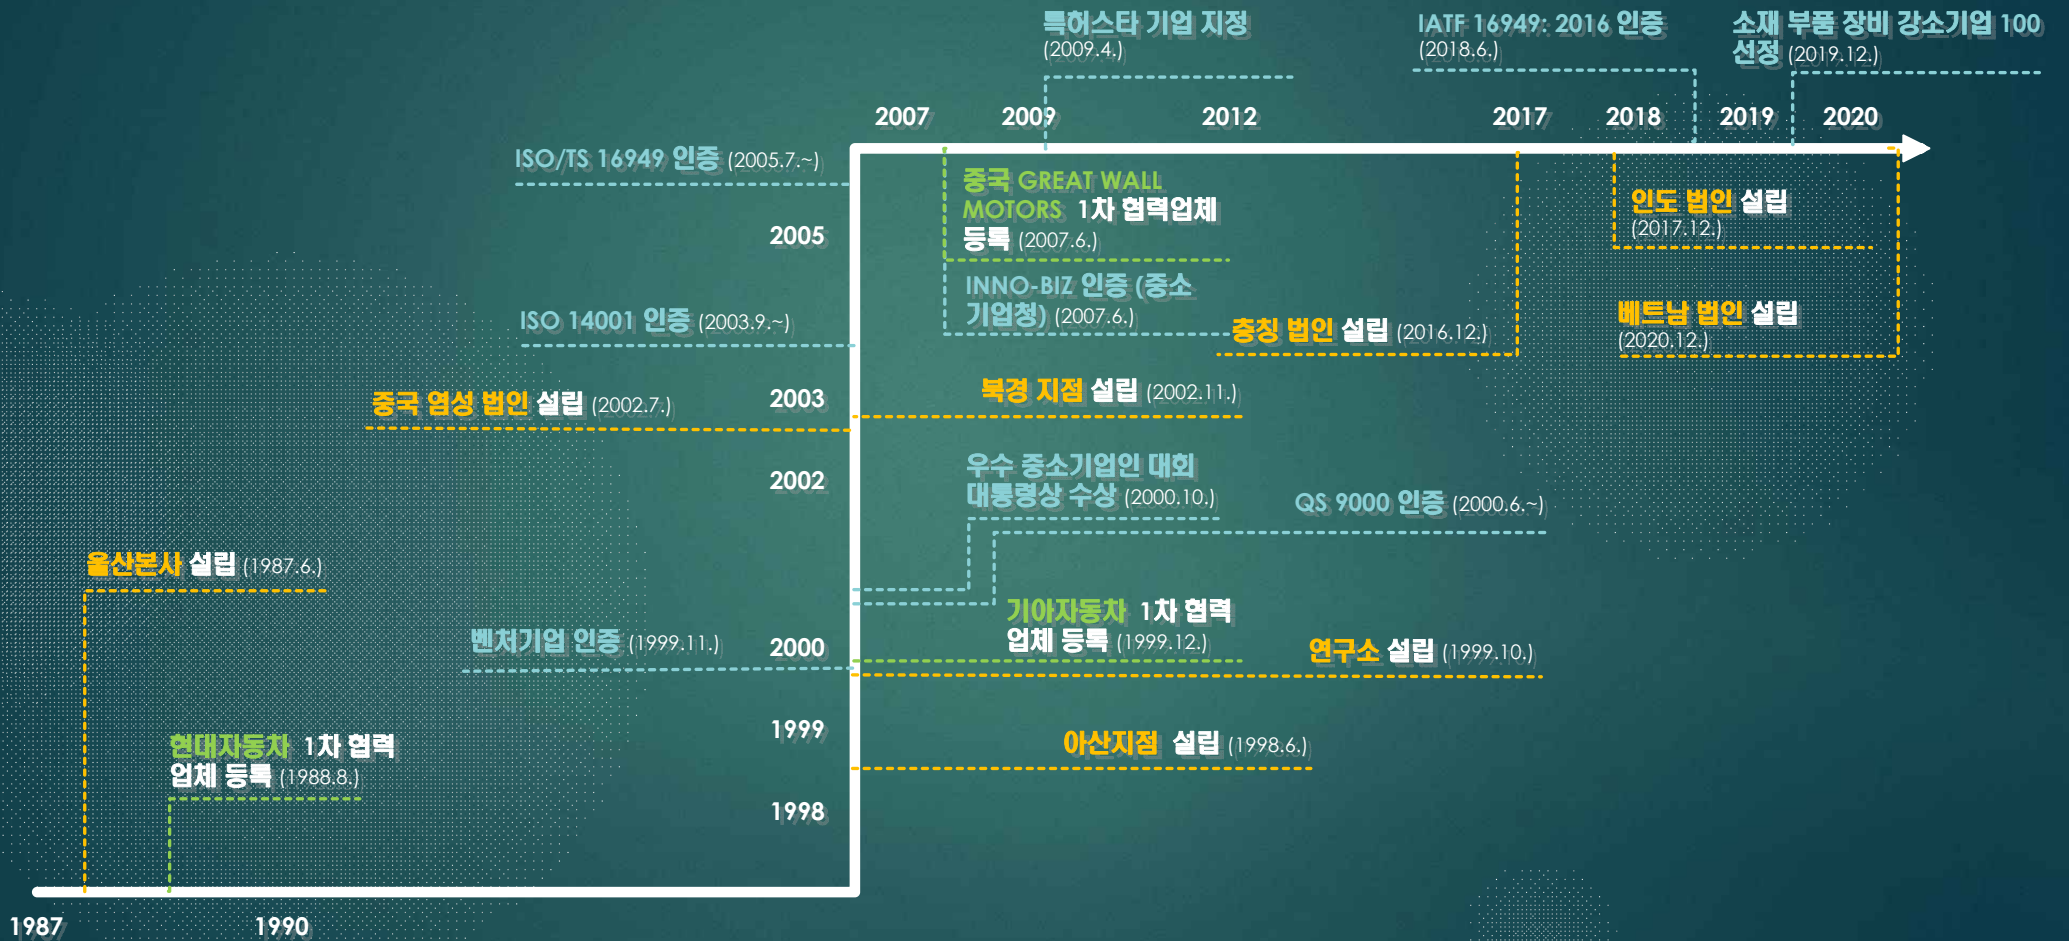 특허스타 기업 지정
(2009.4.)
IATF 16949: 2016 인증
(2018.6.)
소재 부품 장비 강소기업 100
선정 (2019.12.)
2007
2009
2012
2017
2018
2019
2020
ISO/TS 16949 인증 (2005.7.~)
중국 GREAT WALL
MOTORS 1차 협력업체
등록 (2007.6.)
인도 법인 설립
(2017.12.)
2005
INNO-BIZ 인증 (중소
기업청) (2007.6.)
ISO 14001 인증 (2003.9.~)
충칭 법인 설립 (2016.12.)
베트남 법인 설립
(2020.12.)
중국 염성 법인 설립 (2002.7.)
2003
북경 지점 설립 (2002.11.)
2002
우수 중소기업인 대회
대통령상 수상 (2000.10.)
QS 9000 인증 (2000.6.~)
울산본사 설립 (1987.6.)
벤처기업 인증 (1999.11.)
2000
기아자동차 1차 협력
업체 등록 (1999.12.)
연구소 설립 (1999.10.)
현대자동차 1차 협력
업체 등록 (1988.8.)
1999
아산지점 설립 (1998.6.)
1998
1987
1990